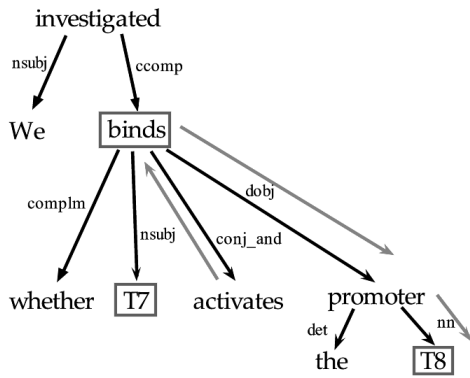 investigated
nsubj ccomp
We binds
complm nsubj conj_and dobj
whether T7 activates promoter
det nn
the T8